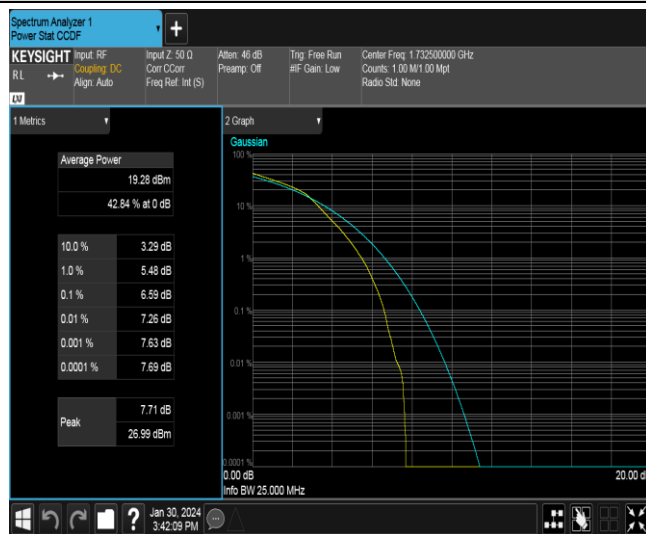 Spectrum Analyzer 1
Power Stat CCDF
+
KEYSIGHT
RL
LXI
Input: RF
Coupling: DC
Align: Auto
Input Z: 50 Ω
Corr CCorr
Freq Ref: Int (S)
Atten: 46 dB
Preamp: Off
Trig: Free Run
#IF Gain: Low
Center Freq: 1.732500000 GHz
Counts: 1.00 M/1.00 Mpt
Radio Std: None
1 Metrics
Average Power
19.28 dBm
42.84 % at 0 dB
10.0 % 3.29 dB
1.0 % 5.48 dB
0.1 % 6.59 dB
0.01 % 7.26 dB
0.001 % 7.63 dB
0.0001 % 7.69 dB
Peak
7.71 dB
26.99 dBm
2 Graph
Gaussian
100 %
10 %
1 %
0.1 %
0.01 %
0.001 %
0.0001 %
0.00 dB
20.00 d
Info BW 25.000 MHz
?
Jan 30, 2024
3:42:09 PM